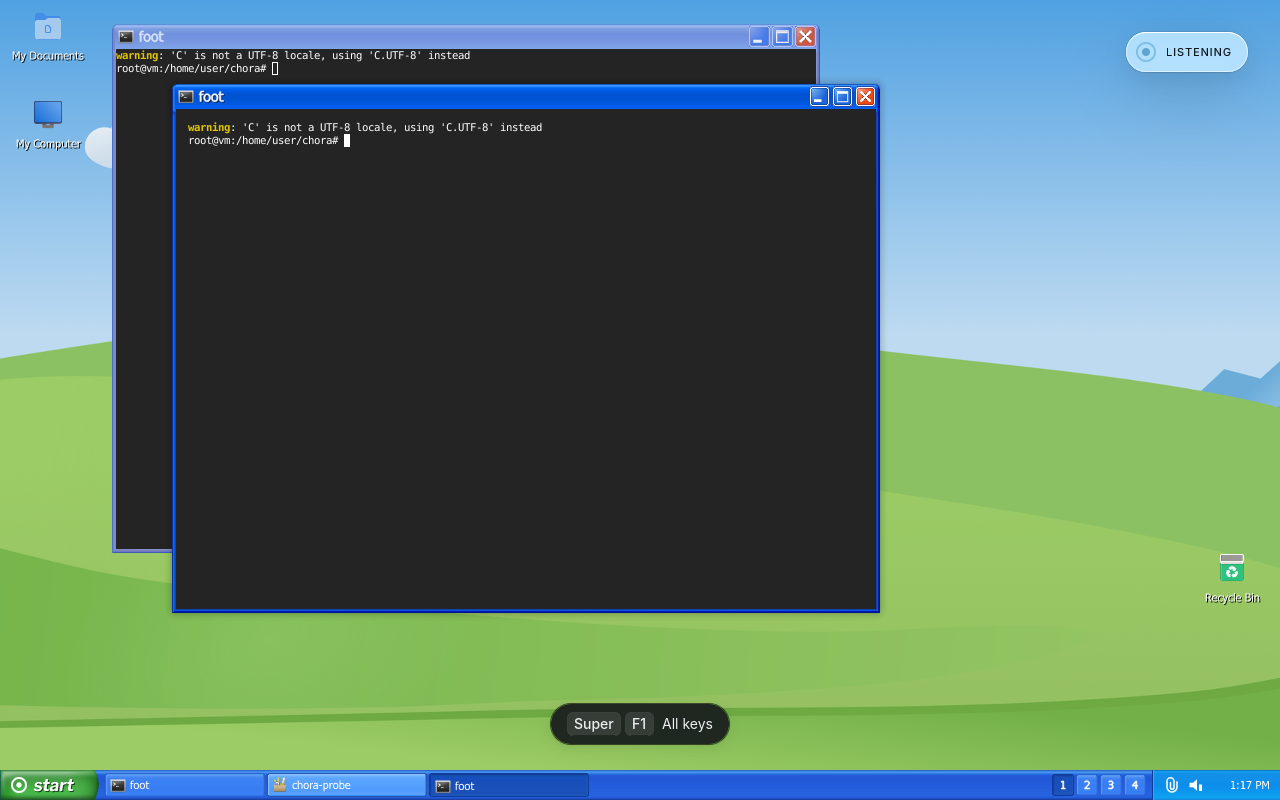 My Documents
My Computer
foot
warning: 'C' is not a UTF-8 locale, using 'C.UTF-8' instead
root@vm:/home/user/chora#
foot
warning: 'C' is not a UTF-8 locale, using 'C.UTF-8' instead
root@vm:/home/user/chora#
LISTENING
Recycle Bin
Super F1 All keys
start foot chora-probe foot 1 2 3 4 1:17 PM